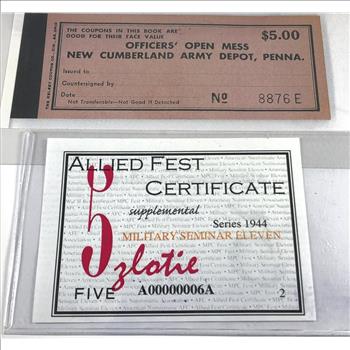 THE COUPONS IN THIS BOOK ARE
GOOD FOR THEIR FACE VALUE
$5.00
OFFICERS' OPEN MESS
NEW CUMBERLAND ARMY DEPOT, PENNA.
Issued to
Countersigned by
Date
Not Transferable—Not Good If Detached
No 8876 E
ALLIED FEST
CERTIFICATE
supplemental
Series 1944
MILITARY SEMINAR ELEVEN
5 zlotie
FIVE
A00000006A
2